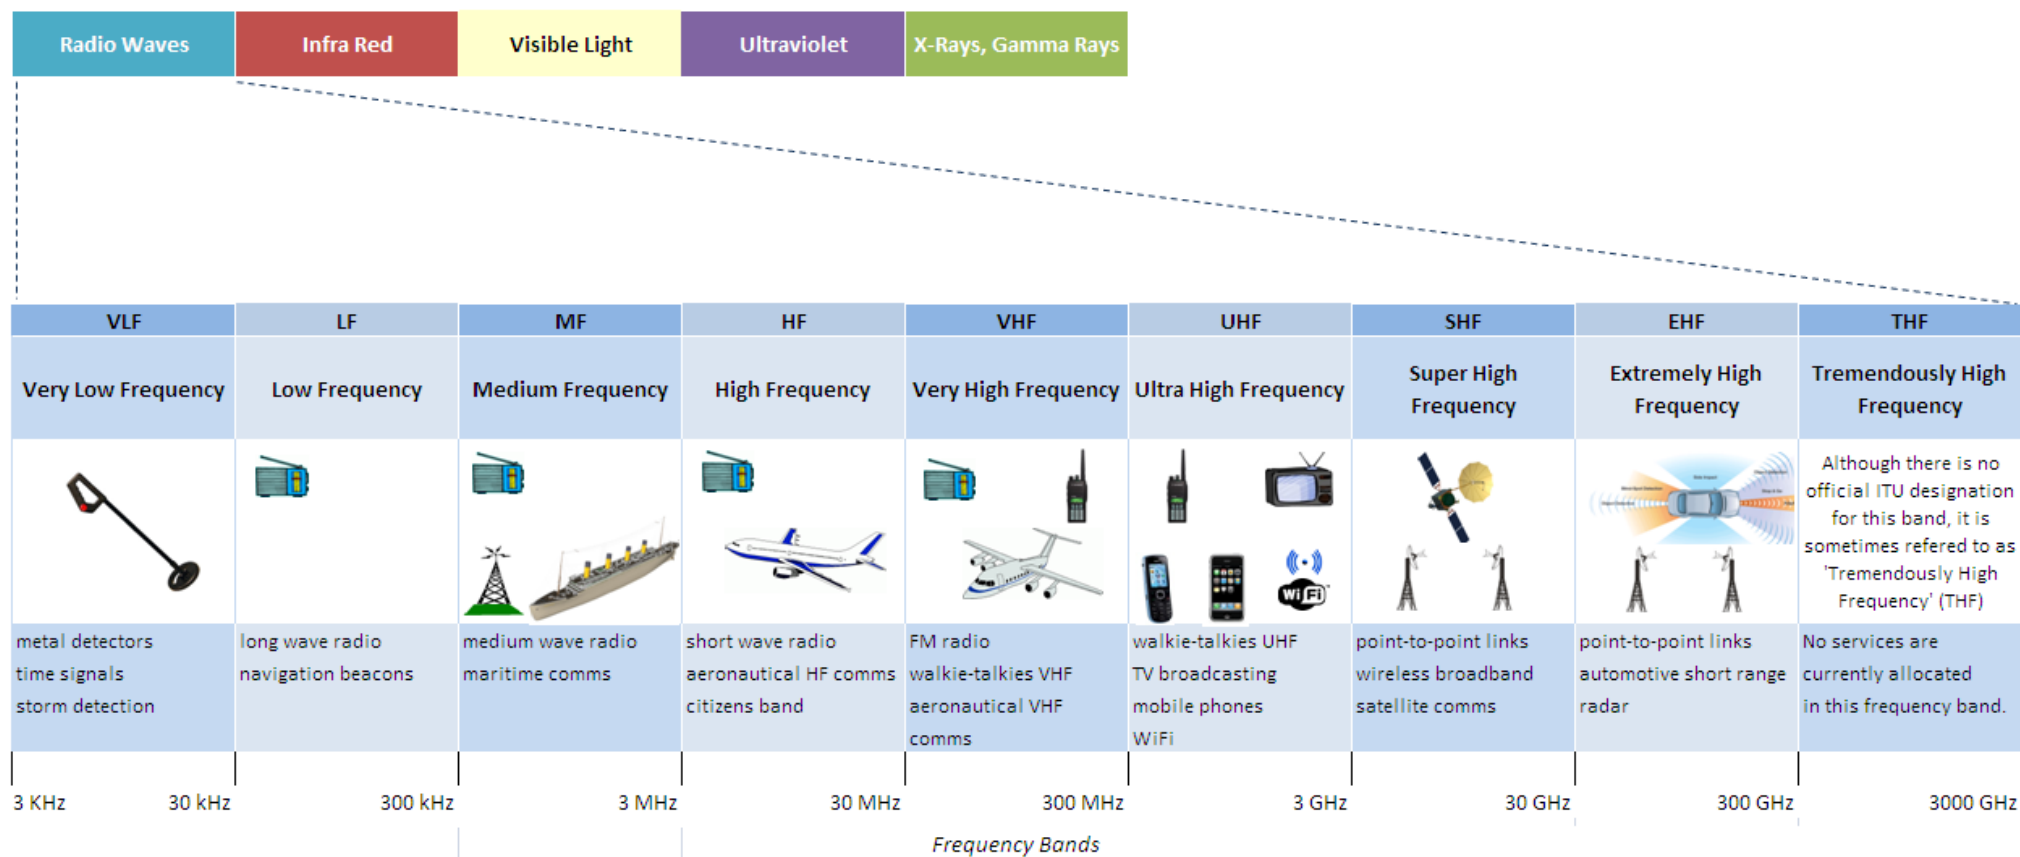 Radio Waves
Infra Red
Visible Light
Ultraviolet
X-Rays, Gamma Rays
VLF
LF
MF
HF
VHF
UHF
SHF
EHF
THF
Very Low Frequency
Low Frequency
Medium Frequency
High Frequency
Very High Frequency
Ultra High Frequency
Super High
Frequency
Extremely High
Frequency
Tremendously High
Frequency
WiFi
Although there is no
official ITU designation
for this band, it is
sometimes refered to as
'Tremendously High
Frequency' (THF)
metal detectors
time signals
storm detection
long wave radio
navigation beacons
medium wave radio
maritime comms
short wave radio
aeronautical HF comms
citizens band
FM radio
walkie-talkies VHF
aeronautical VHF
comms
walkie-talkies UHF
TV broadcasting
mobile phones
WiFi
point-to-point links
wireless broadband
satellite comms
point-to-point links
automotive short range
radar
No services are
currently allocated
in this frequency band.
3 KHz
30 kHz
300 kHz
3 MHz
30 MHz
300 MHz
3 GHz
30 GHz
300 GHz
3000 GHz
Frequency Bands